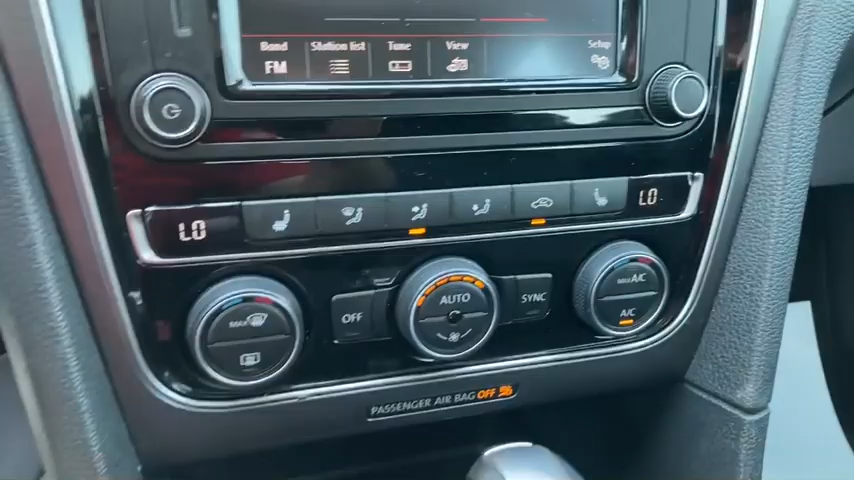 Band Station list Tune View Setup
FM
LO LO
MAX OFF AUTO SYNC MAX A/C
A/C
PASSENGER AIR BAG OFF